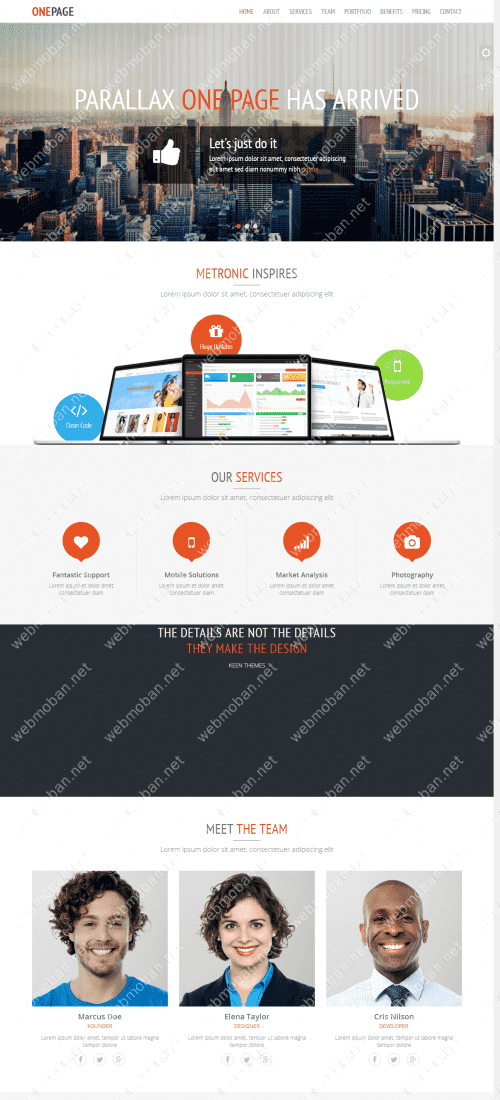 ONEPAGE
HOME ABOUT SERVICES TEAM PORTFOLIO BENEFITS PRICING CONTACT
PARALLAX ONE PAGE HAS ARRIVED
Let's just do it
Lorem ipsum dolor sit amet, consectetuer adipiscing
elit amet sed diam nonummy nibh
METRONIC INSPIRES
Lorem ipsum dolor sit amet, consectetuer adipiscing elit
Huge Updates
Responsive
Clean Code
OUR SERVICES
Lorem ipsum dolor sit amet, consectetuer adipiscing elit
Fantastic Support
Lorem ipsum et dolor amet
consectetuer diam
Mobile Solutions
Lorem ipsum et dolor amet
consectetuer diam
Market Analysis
Lorem ipsum et dolor amet
consectetuer diam
Photography
Lorem ipsum et dolor amet
consectetuer diam
THE DETAILS ARE NOT THE DETAILS
THEY MAKE THE DESIGN
KEEN THEMES
MEET THE TEAM
Lorem ipsum dolor sit amet, consectetuer adipiscing elit
Marcus Doe
FOUNDER
Lorem ipsum dolor amet, tempor ut labore magna
tempor dolore
Elena Taylor
DESIGNER
Lorem ipsum dolor amet, tempor ut labore magna
tempor dolore
Cris Nilson
DEVELOPER
Lorem ipsum dolor amet, tempor ut labore magna
tempor dolore
webmoban.net